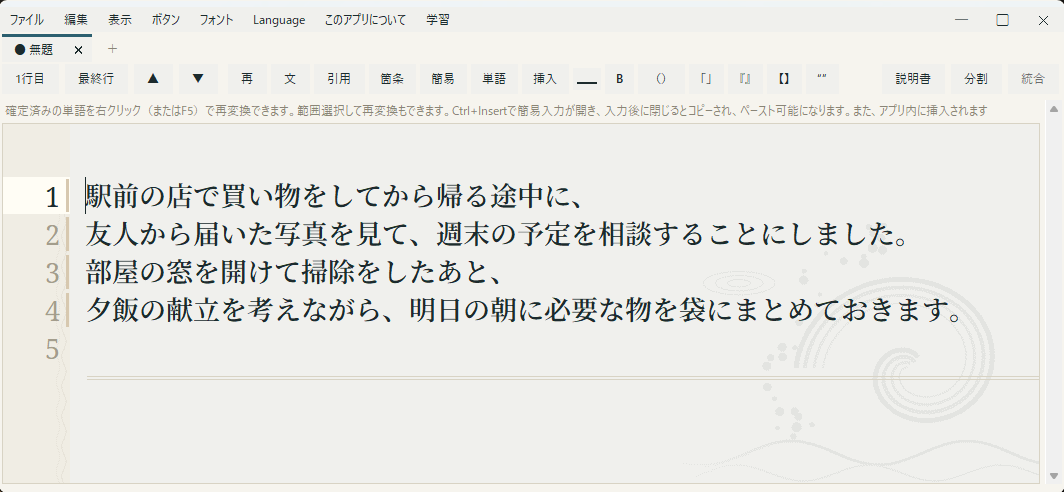 ファイル 編集 表示 ボタン フォント Language このアプリについて 学習
● 無題 × +
1行目 最終行 ▲ ▼ 再 文 引用 箇条 簡易 単語 挿入 ― B () 「」 『』 【】 “” 説明書 分割 統合
確定済みの単語を右クリック（またはF5）で再変換できます。範囲選択して再変換もできます。Ctrl+Insertで簡易入力が開き、入力後に閉じるとコピーされ、ペースト可能になります。また、アプリ内に挿入されます
1 駅前の店で買い物をしてから帰る途中に、
2 友人から届いた写真を見て、週末の予定を相談することにしました。
3 部屋の窓を開けて掃除をしたあと、
4 夕飯の献立を考えながら、明日の朝に必要な物を袋にまとめておきます。
5